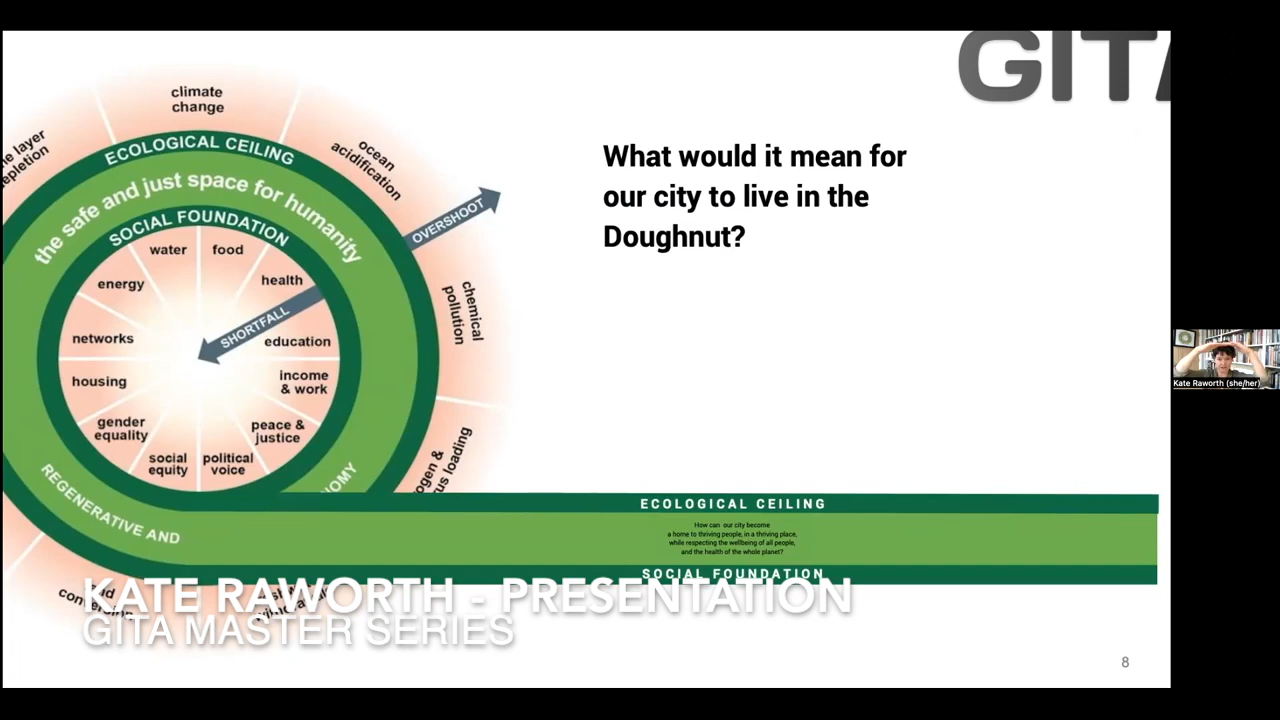 GITA
climate
change
ocean
acidification
ECOLOGICAL CEILING
the safe and just space for humanity
SOCIAL FOUNDATION
OVERSHOOT
water
food
energy
health
SHORTFALL
chemical
pollution
networks
education
housing
income
& work
gender
equality
peace &
justice
social
equity
political
voice
REGENERATIVE AND
What would it mean for
our city to live in the
Doughnut?
ECOLOGICAL CEILING
How can our city become
a home to thriving people, in a thriving place,
while respecting the wellbeing of all people,
and the health of the whole planet?
SOCIAL FOUNDATION
KATE RAWORTH - PRESENTATION
GITA MASTER SERIES
8
Kate Raworth (she/her)